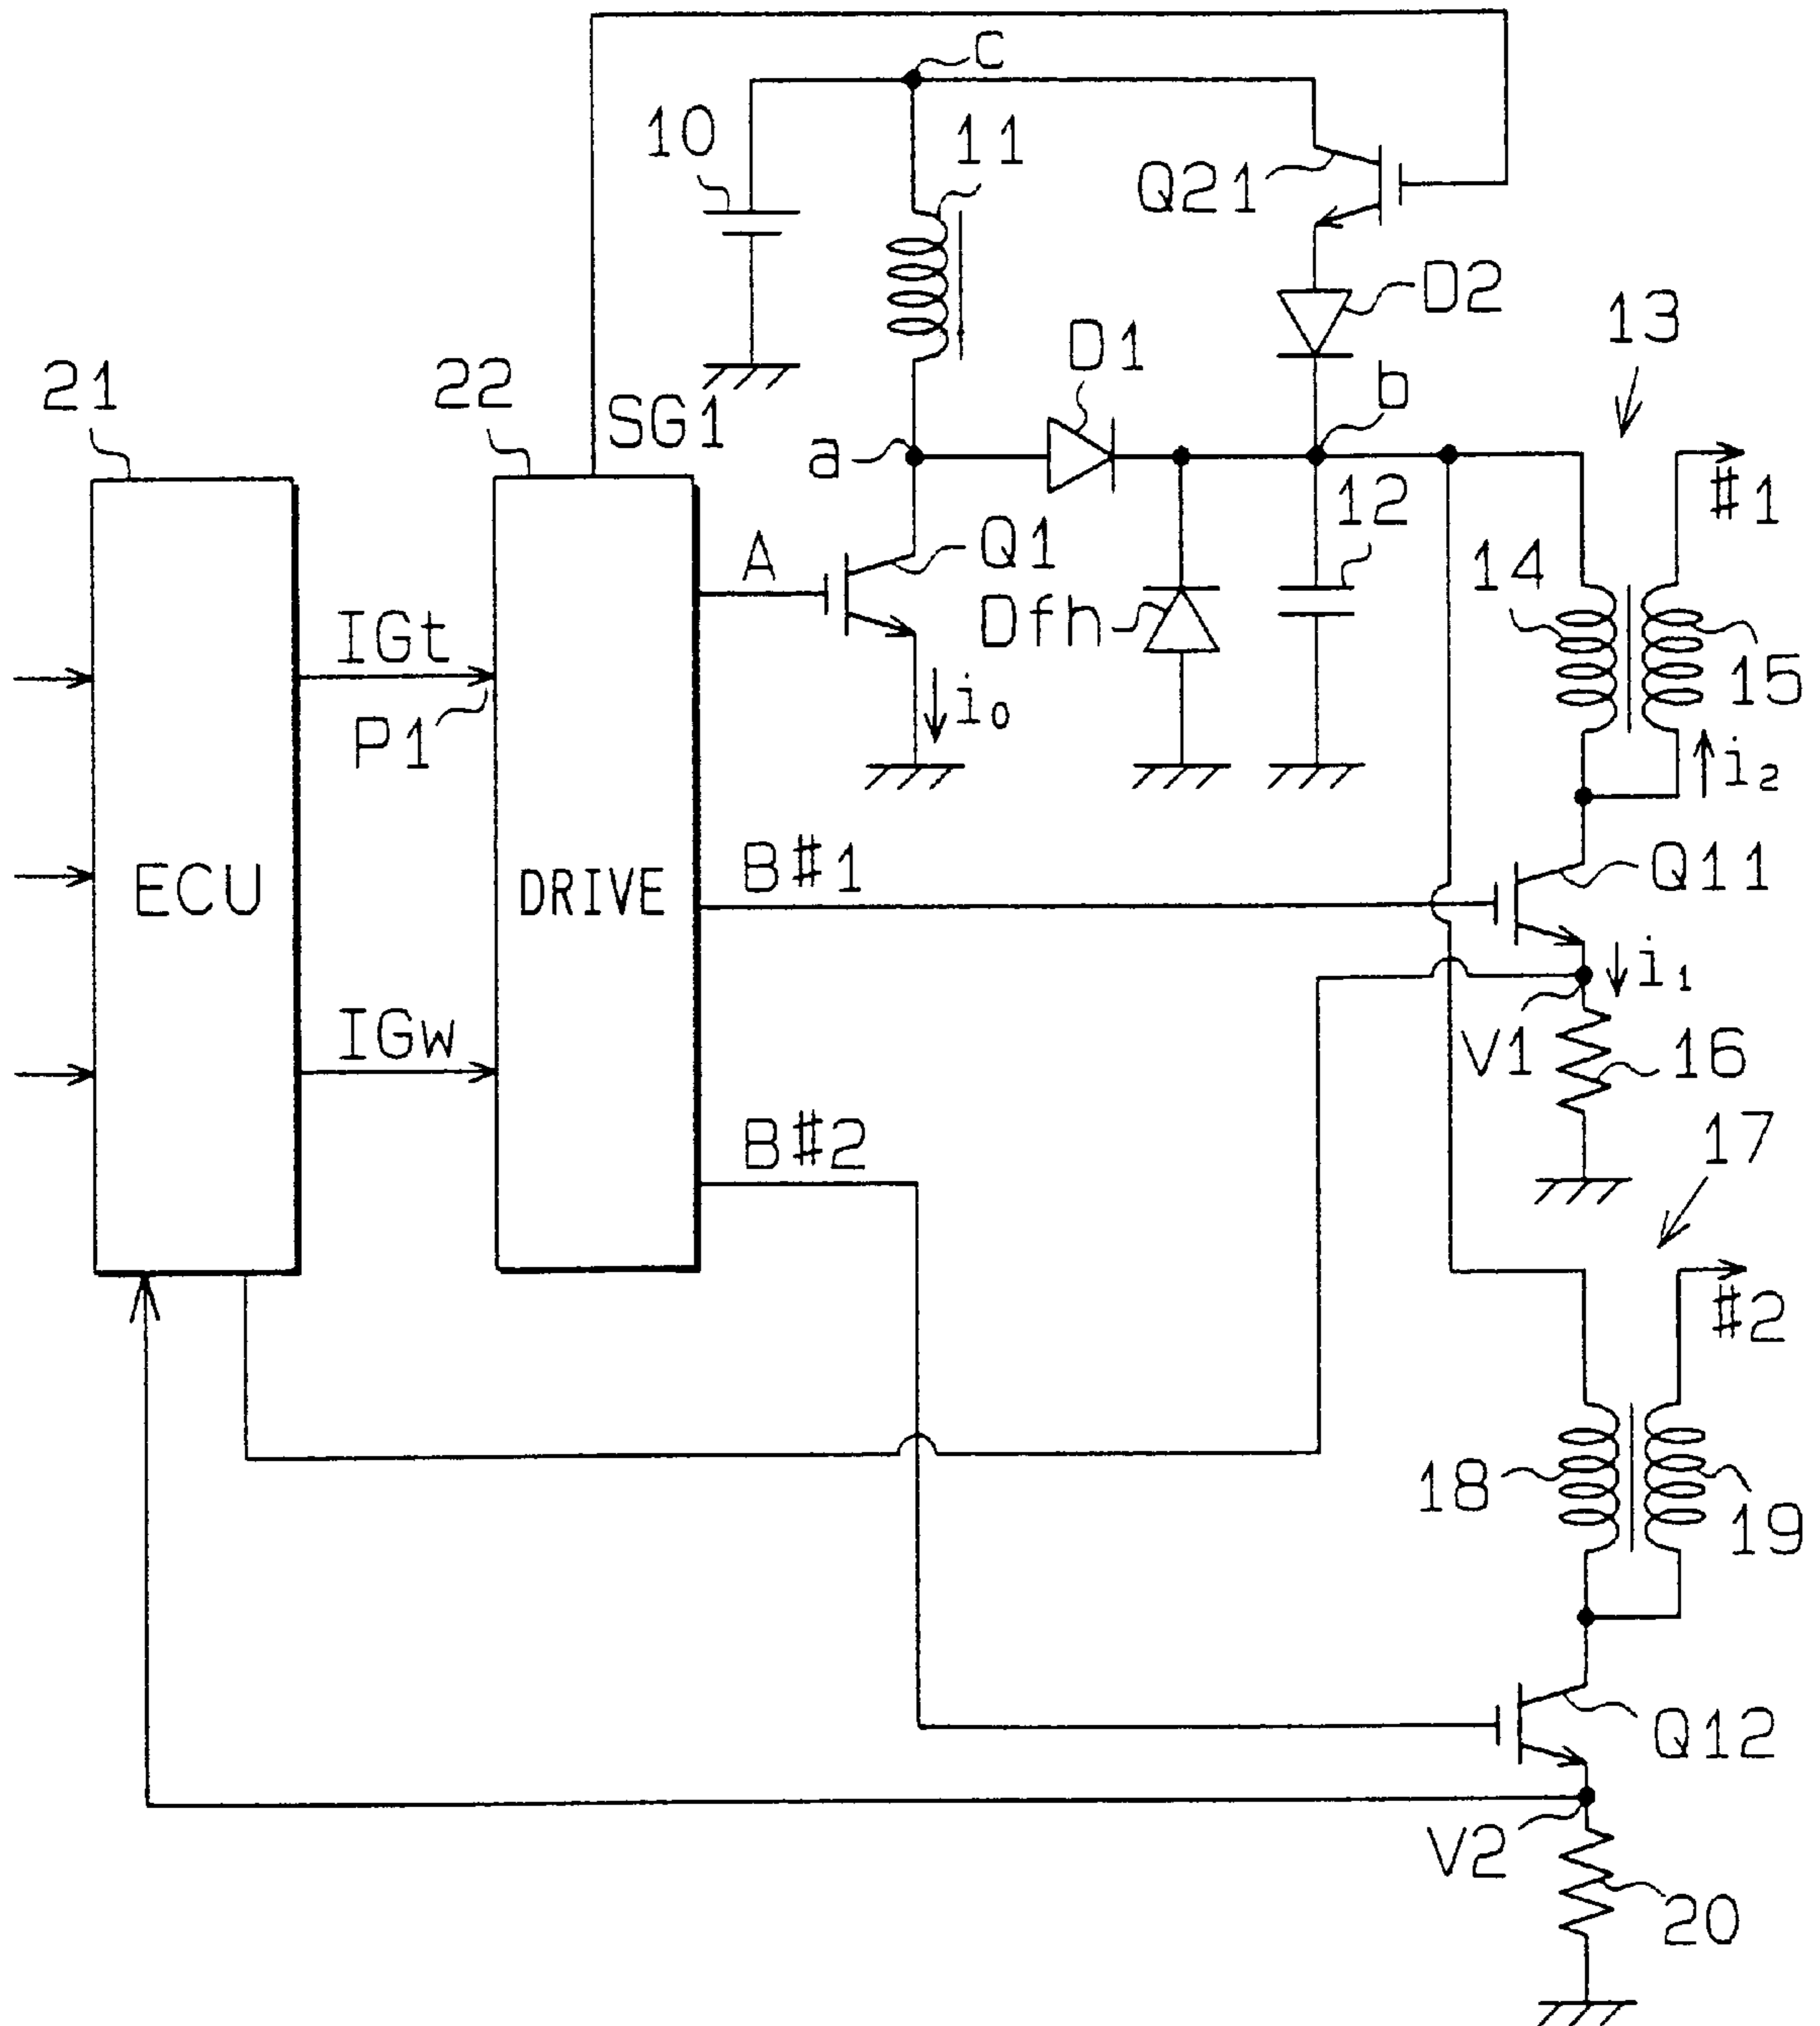 c
10
11
Q21
D2
13
D1
b
21
22
SG1
a
#1
12
A
Q1
14
Dfh
IGt
15
P1
i0
i2
ECU
DRIVE
B#1
Q11
i1
IGw
V1
16
B#2
17
#2
18
19
Q12
V2
20